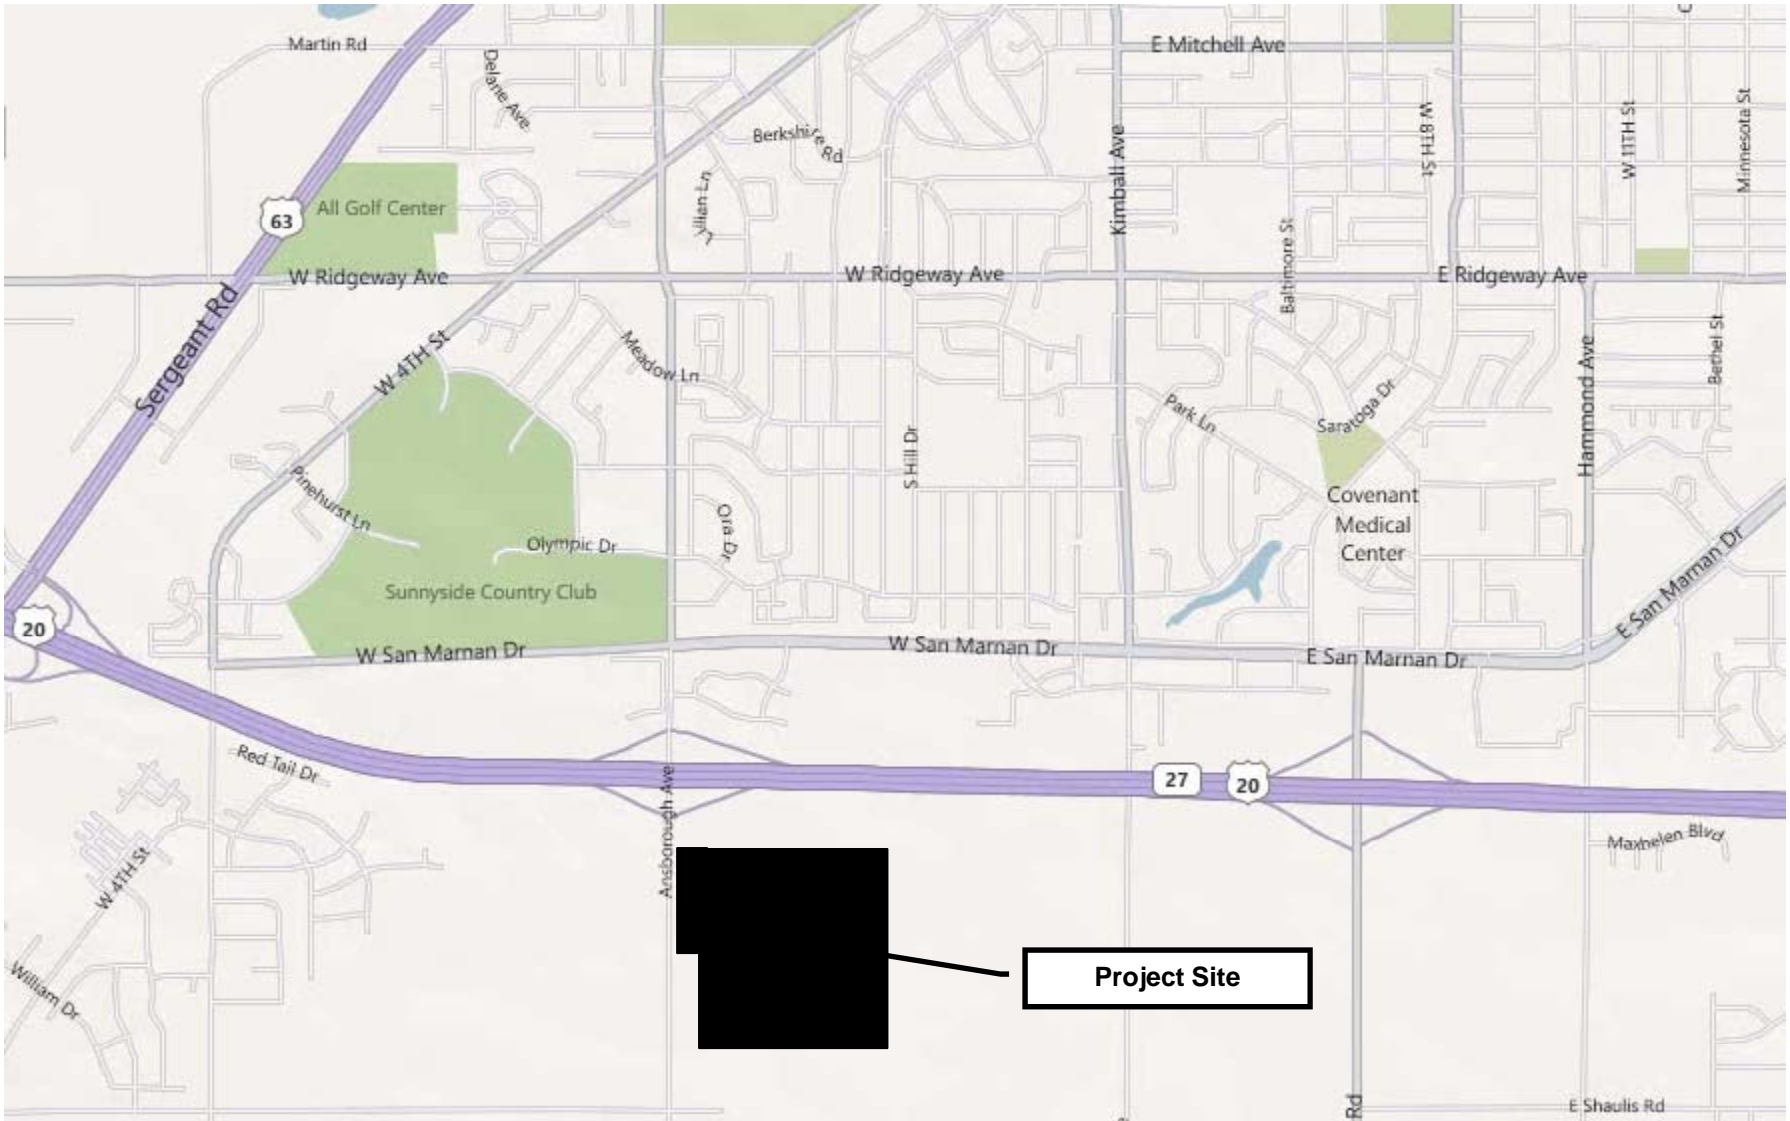 Martin Rd
E Mitchell Ave
Delane Ave
Berkshire Rd
Kimball Ave
W 8TH St
W 11TH St
Minnesota St
Lillian Ln
63
All Golf Center
Baltimore St
W Ridgeway Ave
W Ridgeway Ave
E Ridgeway Ave
Sergeant Rd
W 4TH St
Meadow Ln
Bethel St
Hammond Ave
Park Ln
Saratoga Dr
S Hill Dr
Pinehurst Ln
Ora Dr
Covenant
Medical
Center
Olympic Dr
Sunnyside Country Club
E San Marnan Dr
20
W San Marnan Dr
W San Marnan Dr
E San Marnan Dr
Red Tail Dr
27
20
Ansborough Ave
Maxhelen Blvd
W 4TH St
Project Site
William Dr
Rd
E Shaulis Rd